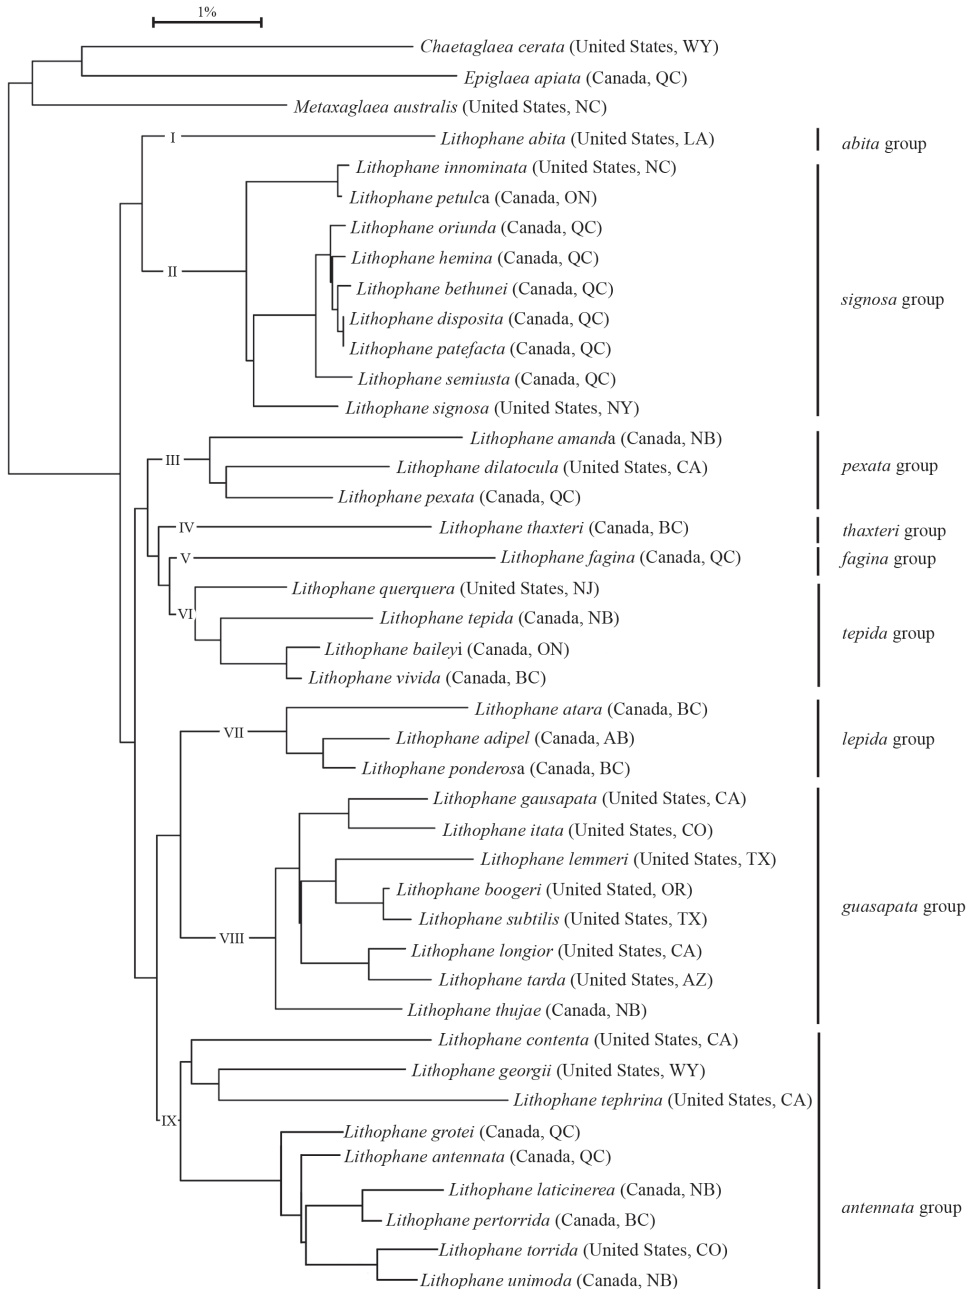 1%
Chaetaglaea cerata (United States, WY)
Epiglaea apiata (Canada, QC)
Metaxaglaea australis (United States, NC)
I Lithophane abita (United States, LA)
abita group
Lithophane innominata (United States, NC)
Lithophane petulca (Canada, ON)
Lithophane oriunda (Canada, QC)
Lithophane hemina (Canada, QC)
II
Lithophane bethunei (Canada, QC)
signosa group
Lithophane disposita (Canada, QC)
Lithophane patefacta (Canada, QC)
Lithophane semiusta (Canada, QC)
Lithophane signosa (United States, NY)
Lithophane amanda (Canada, NB)
III
Lithophane dilatocula (United States, CA)
pexata group
Lithophane pexata (Canada, QC)
IV Lithophane thaxteri (Canada, BC)
thaxteri group
V Lithophane fagina (Canada, QC)
fagina group
Lithophane querquera (United States, NJ)
VI
Lithophane tepida (Canada, NB)
tepida group
Lithophane baileyi (Canada, ON)
Lithophane vivida (Canada, BC)
Lithophane atara (Canada, BC)
VII
Lithophane adipel (Canada, AB)
lepida group
Lithophane ponderosa (Canada, BC)
Lithophane gausapata (United States, CA)
Lithophane itata (United States, CO)
Lithophane lemmeri (United States, TX)
Lithophane boogeri (United Stated, OR)
guasapata group
Lithophane subtilis (United States, TX)
VIII
Lithophane longior (United States, CA)
Lithophane tarda (United States, AZ)
Lithophane thujae (Canada, NB)
Lithophane contenta (United States, CA)
Lithophane georgii (United States, WY)
Lithophane tephrina (United States, CA)
IX
Lithophane grotei (Canada, QC)
Lithophane antennata (Canada, QC)
Lithophane laticinerea (Canada, NB)
antennata group
Lithophane pertorrida (Canada, BC)
Lithophane torrida (United States, CO)
Lithophane unimoda (Canada, NB)